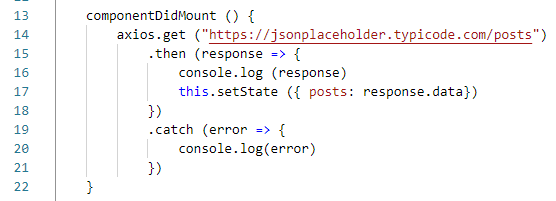 13 componentDidMount () {
14 axios.get ("https://jsonplaceholder.typicode.com/posts")
15 .then (response => {
16 console.log (response)
17 this.setState ({ posts: response.data})
18 })
19 .catch (error => {
20 console.log(error)
21 })
22 }